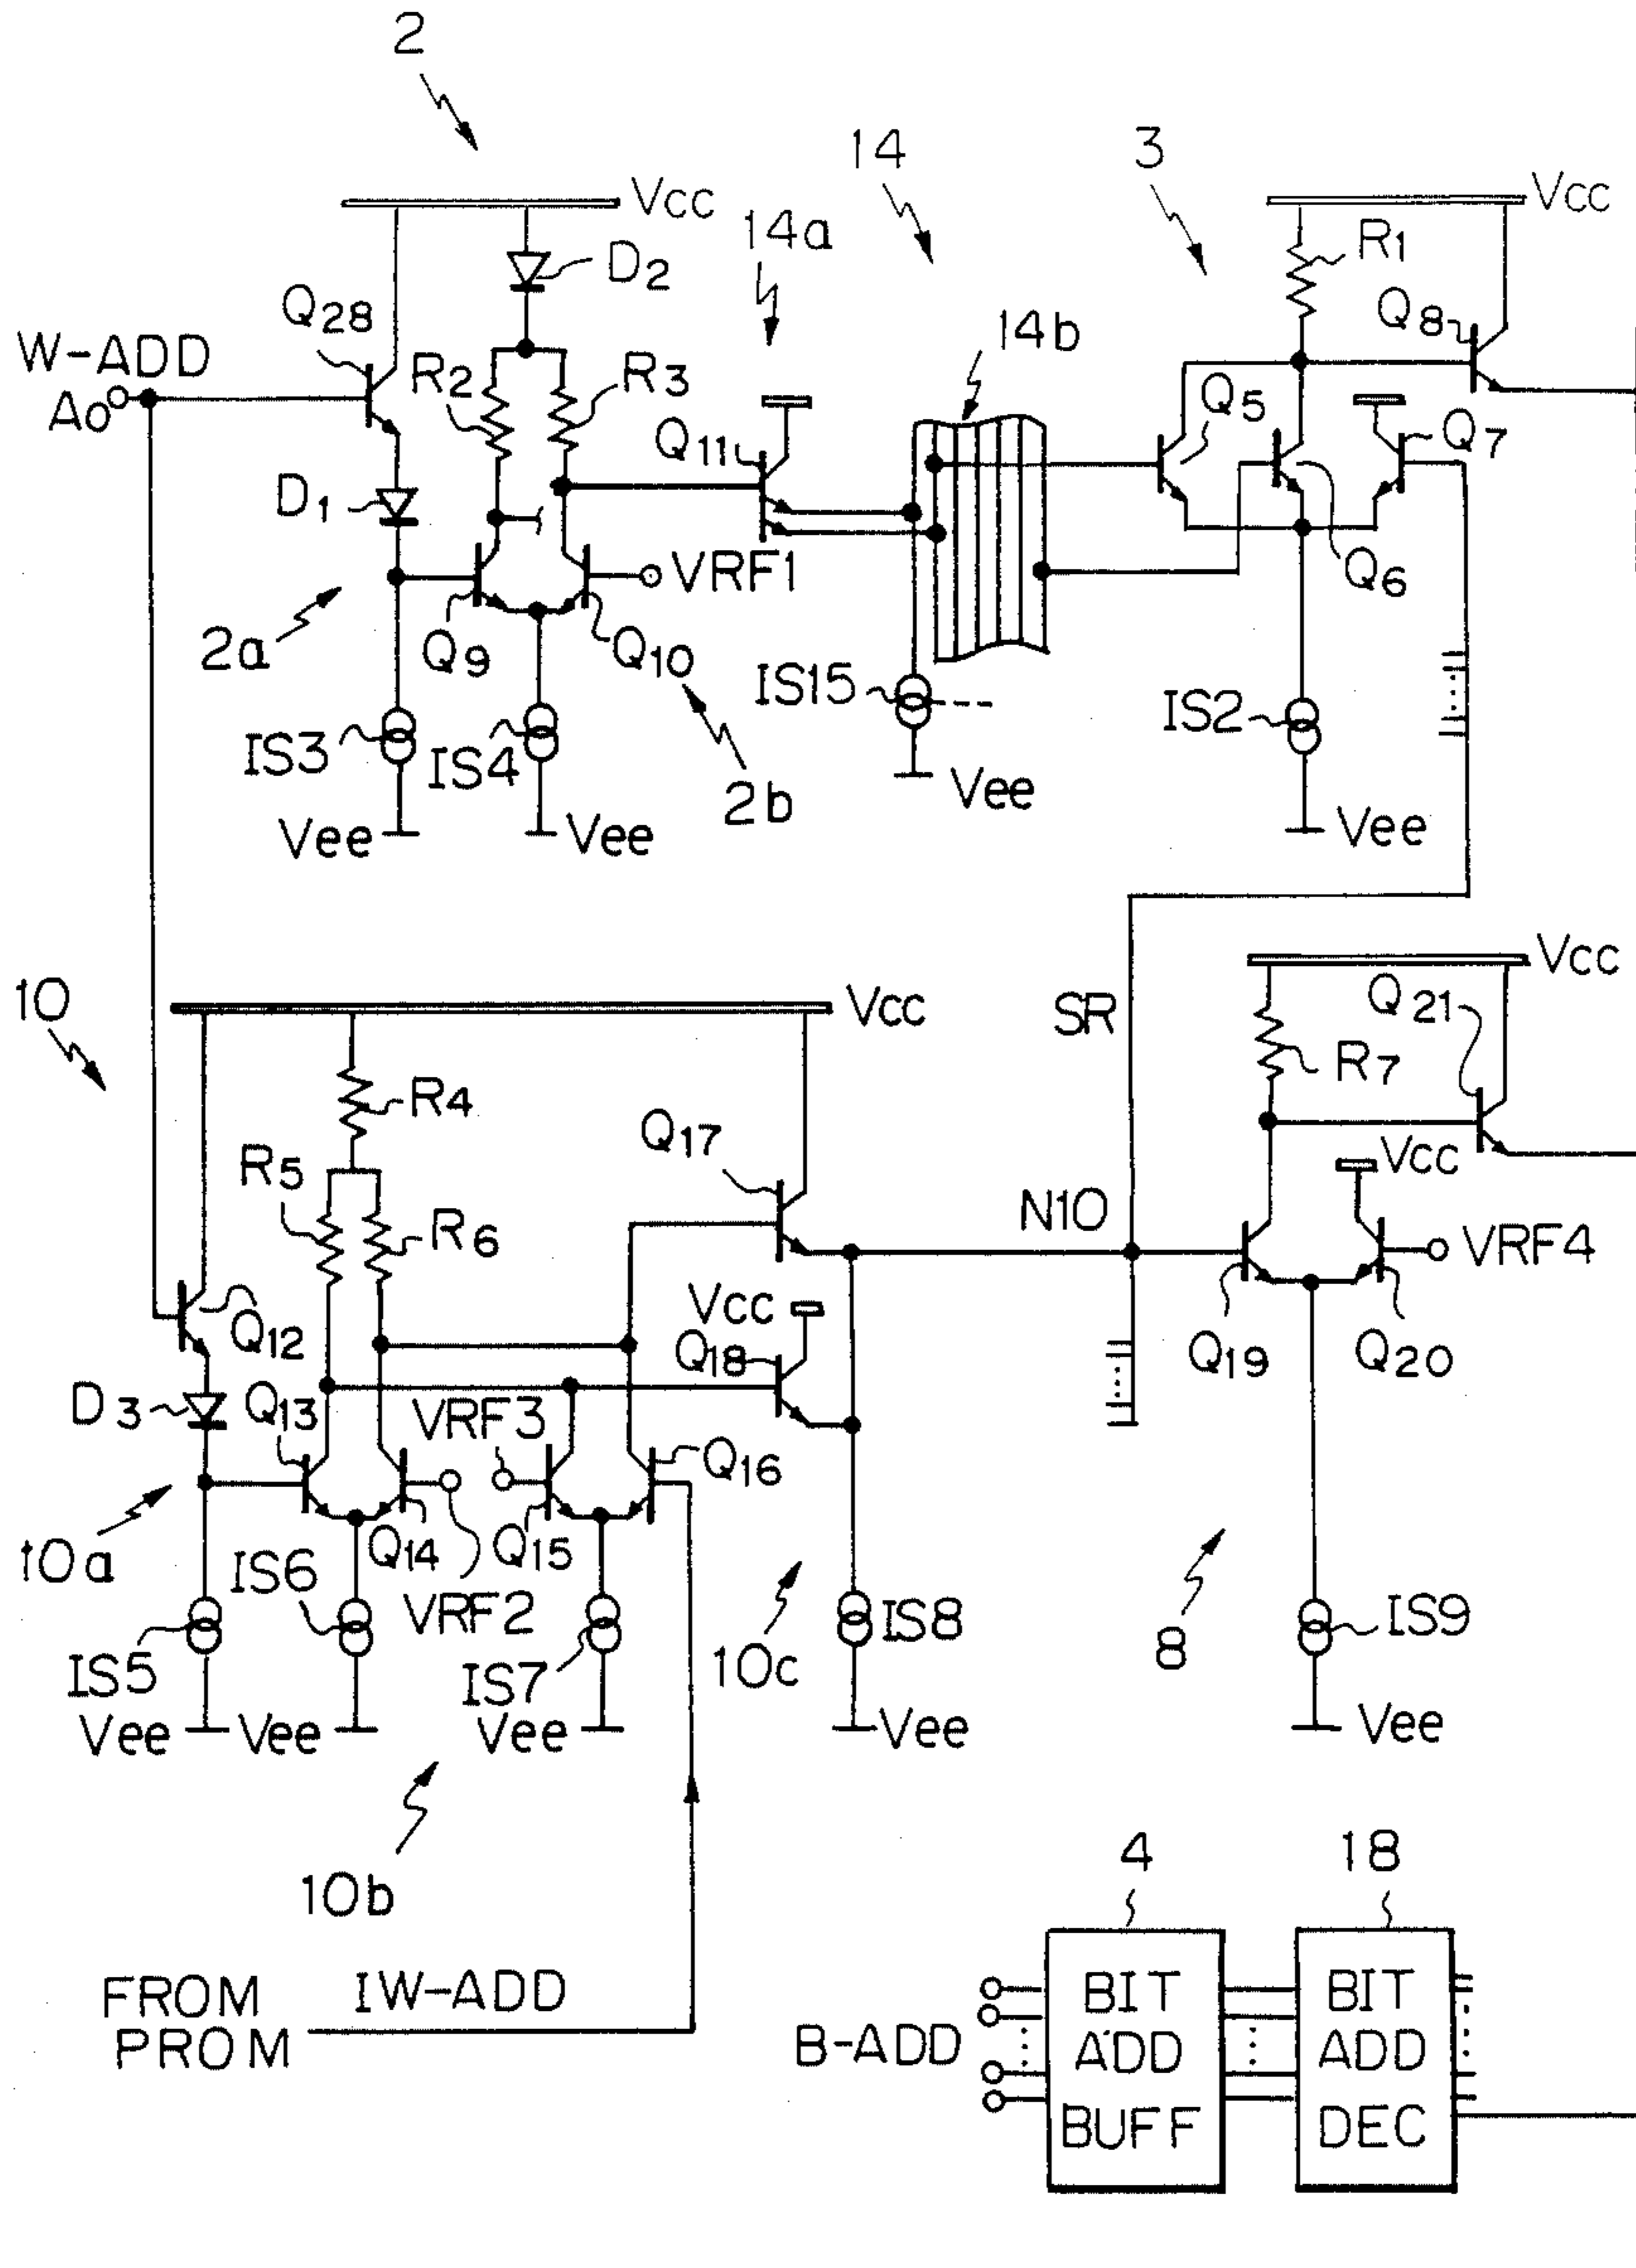 2
Vcc
14a
14
3
Vcc
D2
R1
Q28
14b
Q8
W-ADD
R2
R3
A0
Q11
Q5
Q7
D1
VRF1
Q6
2a
Q9
Q10
IS15
IS2
IS3
IS4
2b
Vee
Vee
Vee
Vee
10
Vcc
SR
Vcc
Q21
R7
R4
Q17
R5
R6
Vcc
N10
VRF4
Q12
Vcc
Q18
Q19
Q20
D3
Q13
VRF3
Q16
10a
Q14
Q15
IS6
VRF2
IS5
IS7
10c
IS8
8
IS9
Vee
Vee
Vee
Vee
Vee
10b
4
18
FROM
PROM
IW-ADD
B-ADD
BIT
ADD
BUFF
BIT
ADD
DEC